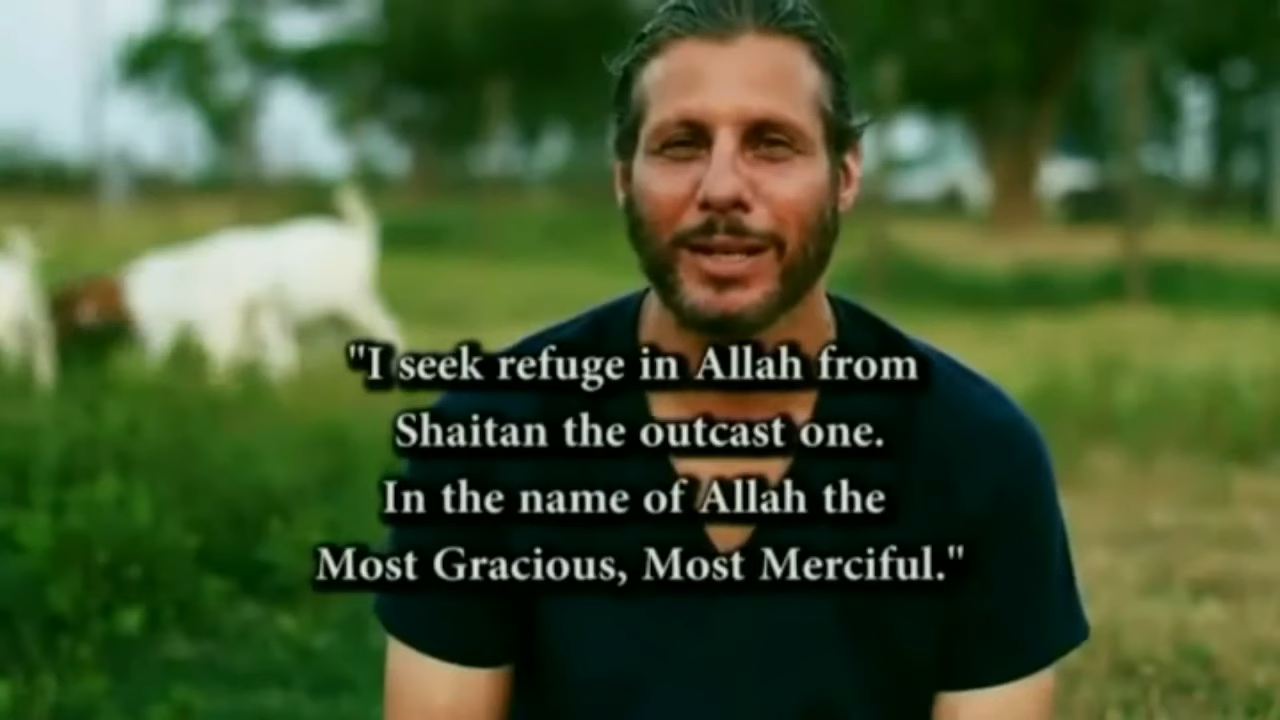 "I seek refuge in Allah from
Shaitan the outcast one.
In the name of Allah the
Most Gracious, Most Merciful."